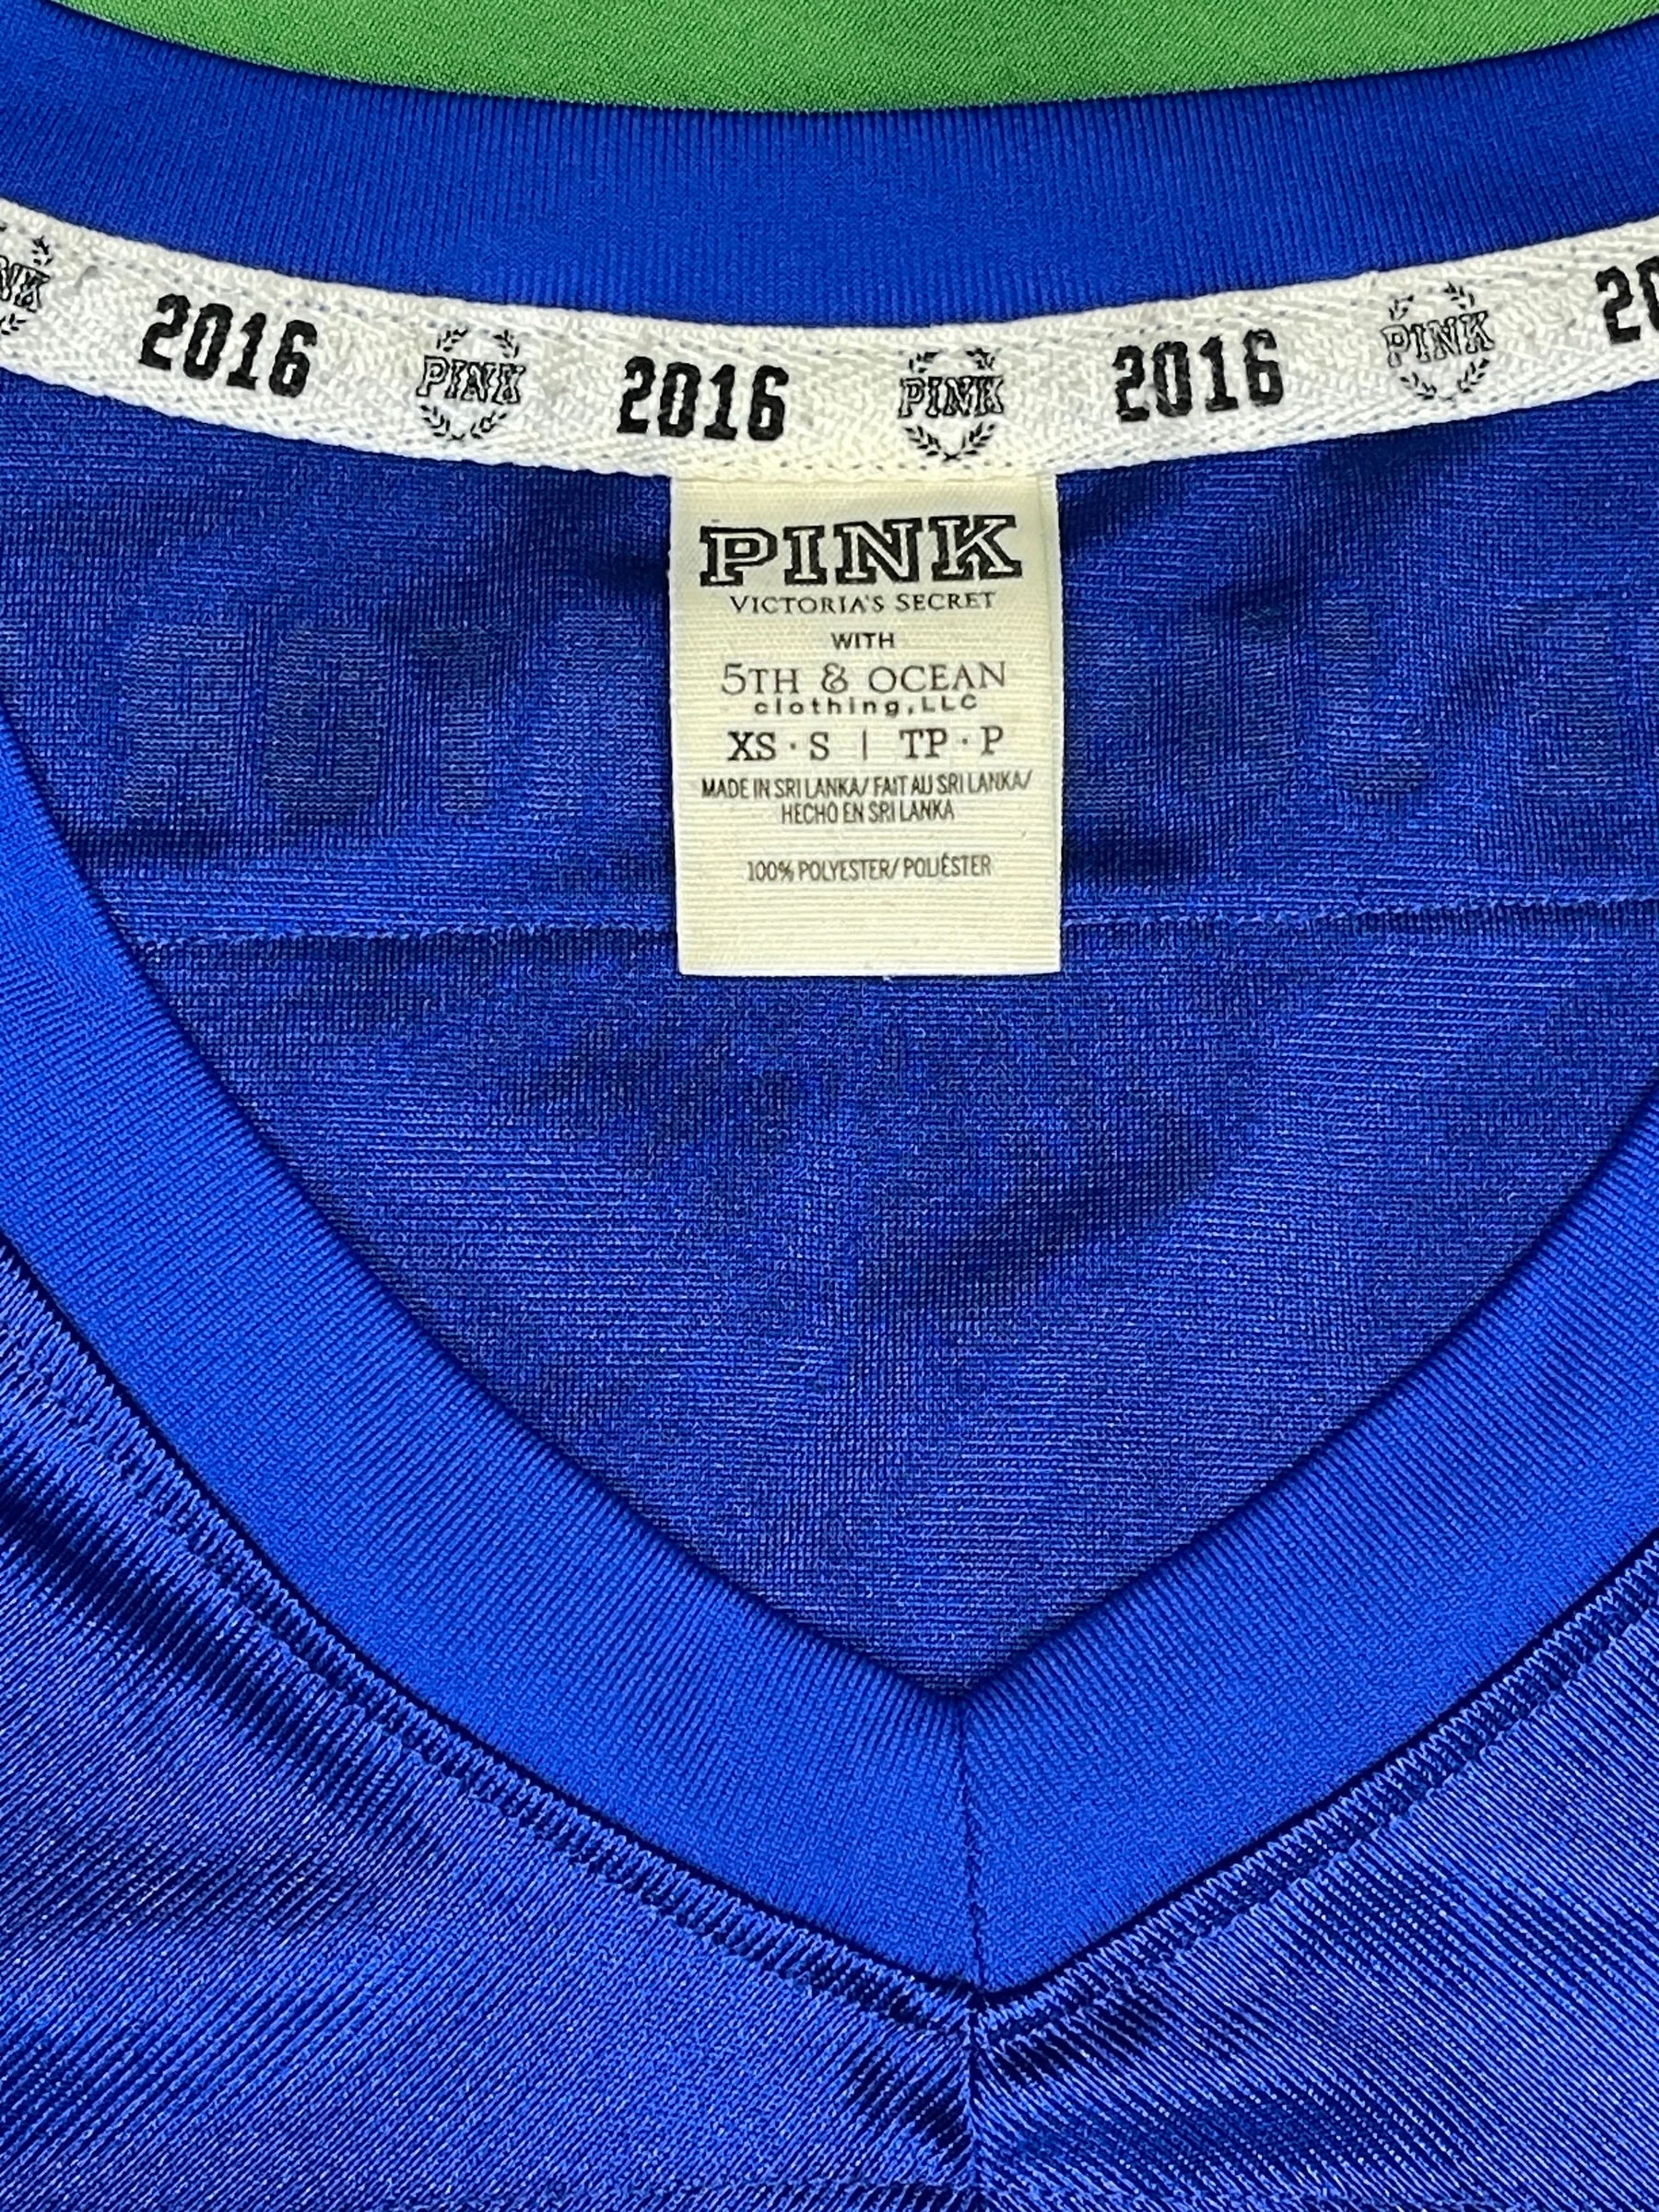 2016 PINK 2016 PINK 2016 PINK
PINK
VICTORIA'S SECRET
WITH
5TH & OCEAN
clothing, LLC
XS · S | TP · P
MADE IN SRI LANKA/ FAIT AU SRI LANKA/
HECHO EN SRI LANKA
100% POLYESTER/ POLIÉSTER